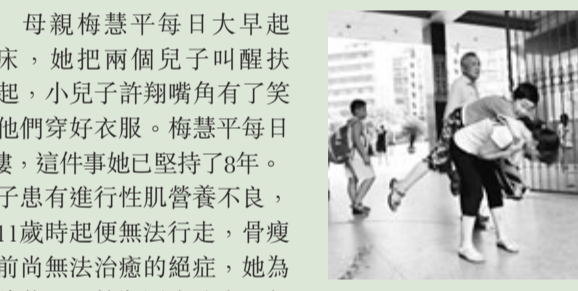 母親梅慧平每日大早起
床，她把兩個兒子叫醒扶
起，小兒子許翔嘴角有了笑
他們穿好衣服。梅慧平每日
樓，這件事她已堅持了8年。
子患有進行性肌營養不良，
11歲時起便無法行走，骨瘦
前尚無法治癒的絕症，她為